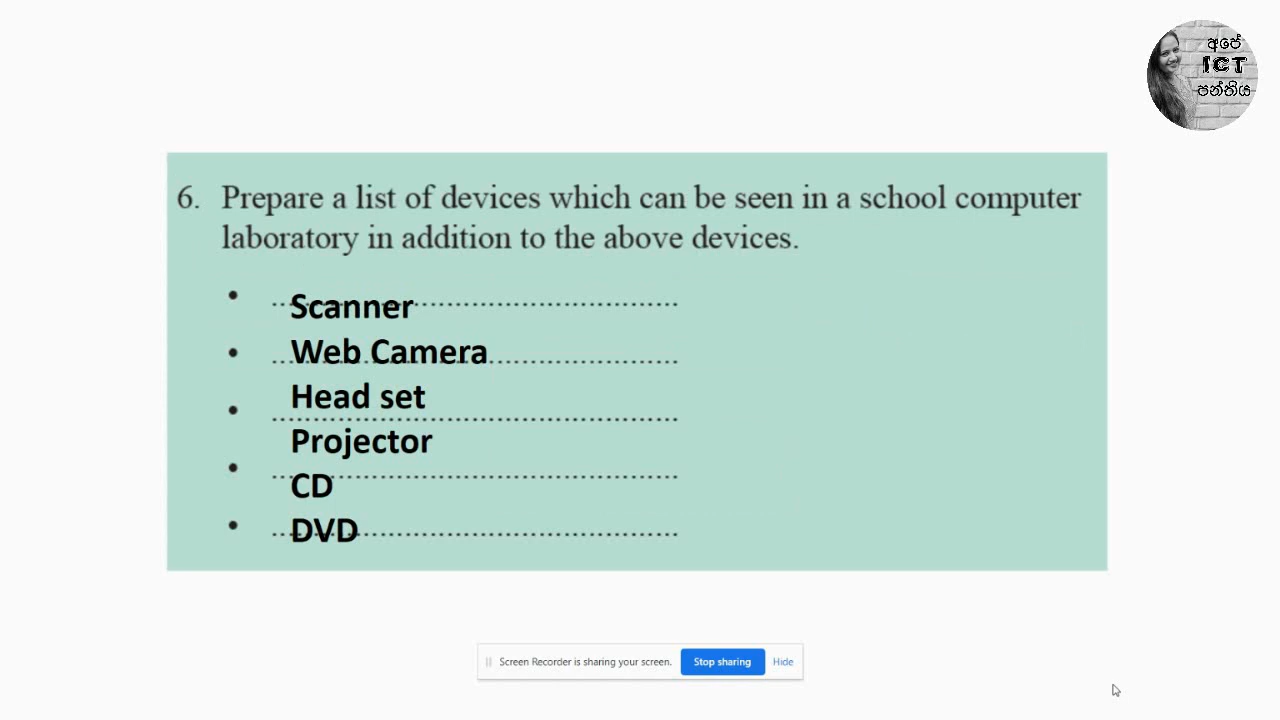 අපේ
ICT
පන්තිය
6. Prepare a list of devices which can be seen in a school computer
laboratory in addition to the above devices.
• Scanner
• Web Camera
• Head set
Projector
• CD
• DVD
Screen Recorder is sharing your screen. Stop sharing Hide